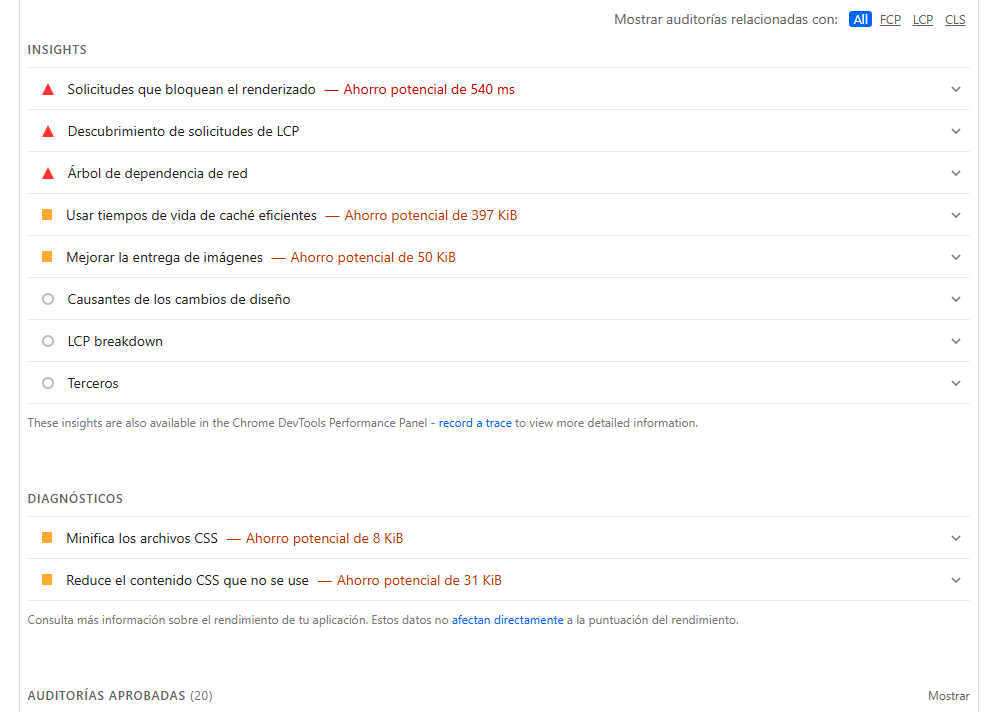 Mostrar auditorías relacionadas con: All FCP LCP CLS
INSIGHTS
Solicitudes que bloquean el renderizado — Ahorro potencial de 540 ms
Descubrimiento de solicitudes de LCP
Árbol de dependencia de red
Usar tiempos de vida de caché eficientes — Ahorro potencial de 397 KiB
Mejorar la entrega de imágenes — Ahorro potencial de 50 KiB
Causantes de los cambios de diseño
LCP breakdown
Terceros
These insights are also available in the Chrome DevTools Performance Panel - record a trace to view more detailed information.
DIAGNÓSTICOS
Minifica los archivos CSS — Ahorro potencial de 8 KiB
Reduce el contenido CSS que no se use — Ahorro potencial de 31 KiB
Consulta más información sobre el rendimiento de tu aplicación. Estos datos no afectan directamente a la puntuación del rendimiento.
AUDITORÍAS APROBADAS (20) Mostrar